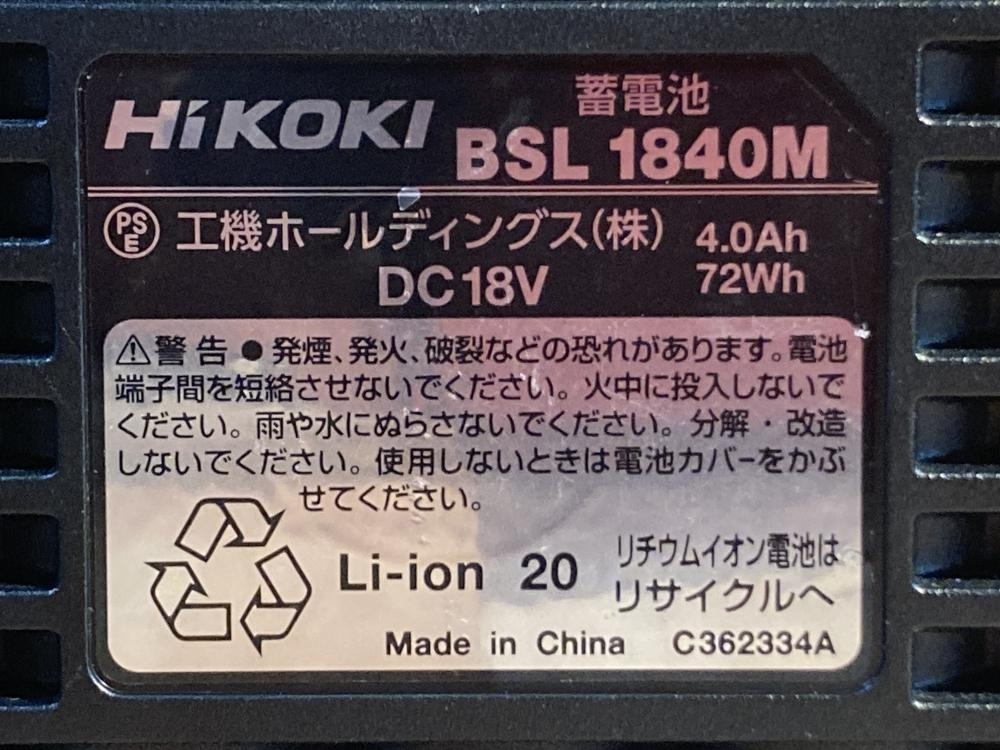 HiKOKI
蓄電池
BSL 1840M
PSE 工機ホールディングス(株) 4.0Ah
DC18V 72Wh
⚠警告 ●発煙、発火、破裂などの恐れがあります。電池
端子間を短絡させないでください。火中に投入しないで
ください。雨や水にぬらさないでください。分解・改造
しないでください。使用しないときは電池カバーをかぶ
せてください。
Li-ion 20 リチウムイオン電池は
リサイクルへ
Made in China C362334A